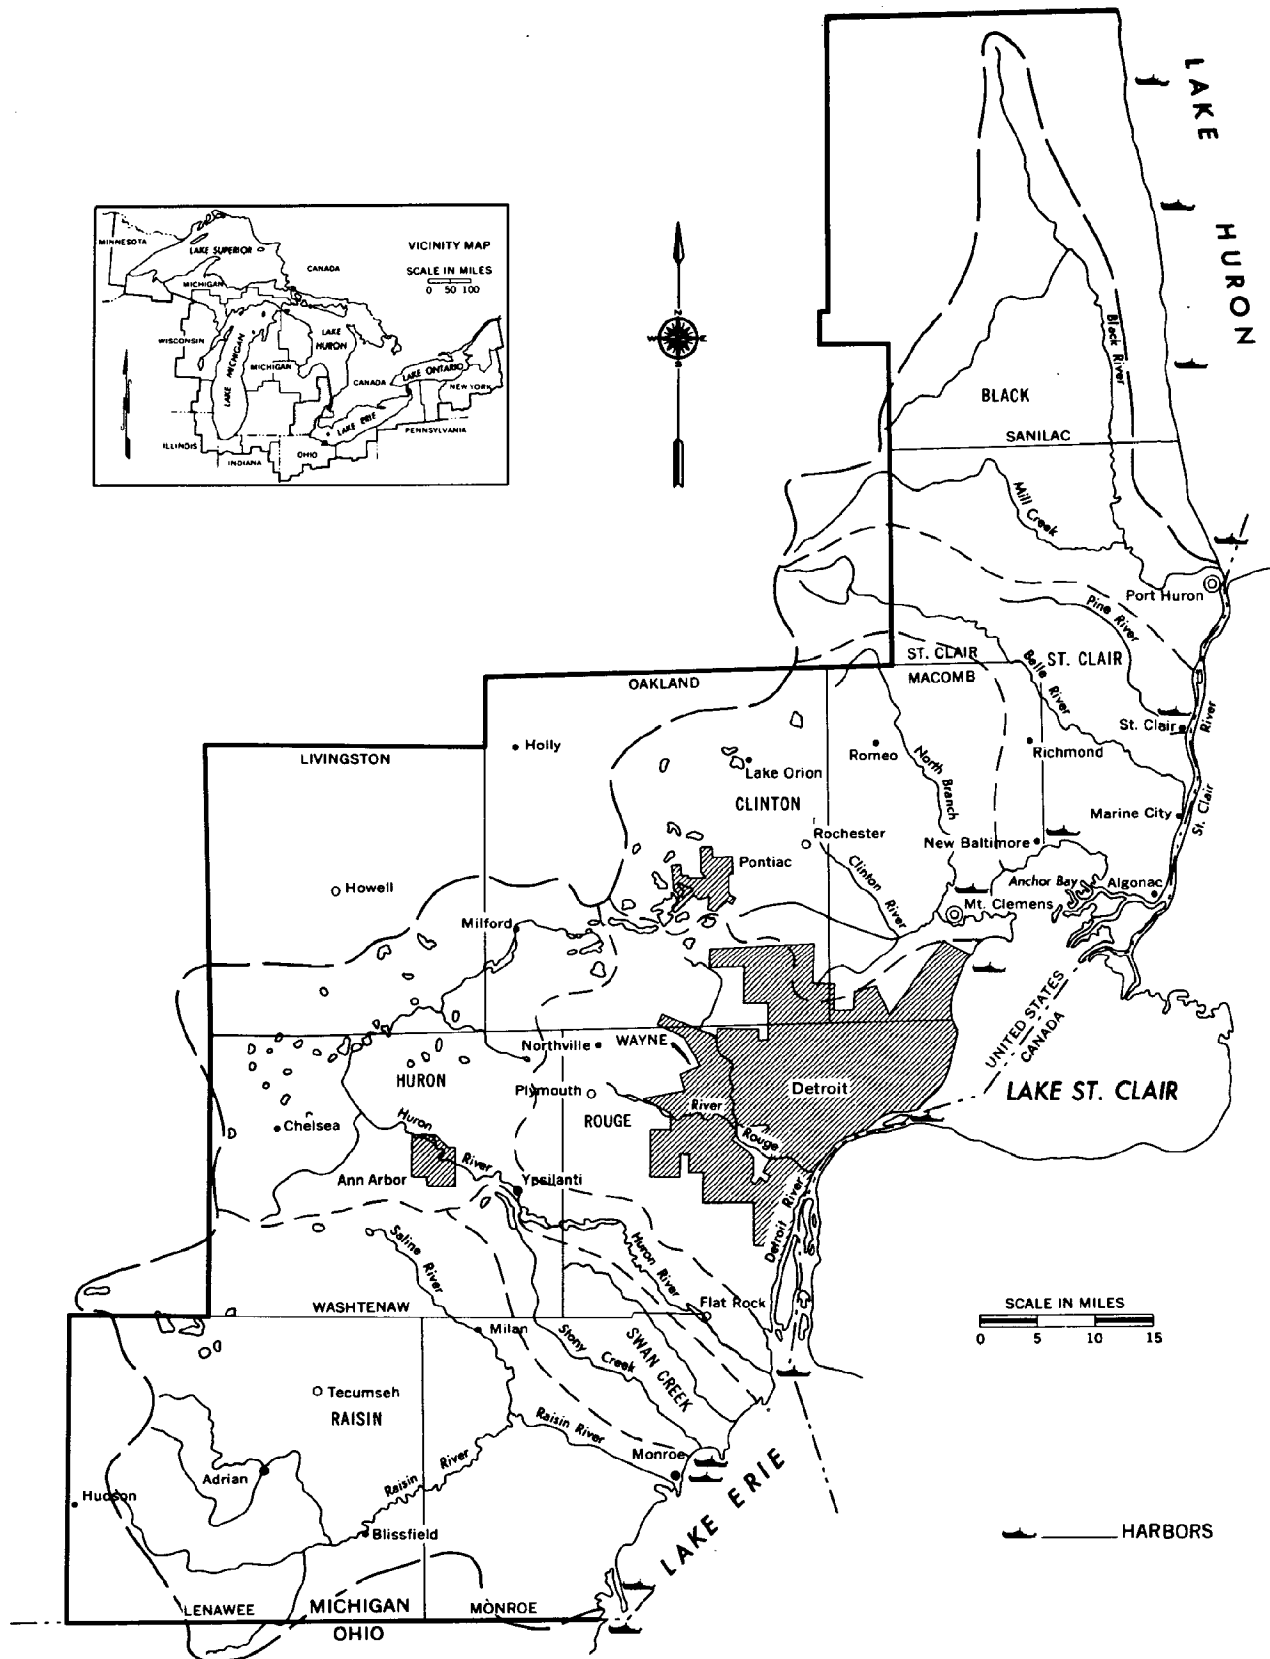 LAKE
HURON
MINNESOTA
LAKE SUPERIOR
VICINITY MAP
CANADA
SCALE IN MILES
0 50 100
MICHIGAN
WISCONSIN
LAKE MICHIGAN
LAKE HURON
MICHIGAN
CANADA
LAKE ONTARIO
NEW YORK
LAKE ERIE
PENNSYLVANIA
ILLINOIS
INDIANA
OHIO
N
W
E
S
Black River
BLACK
SANILAC
Mill Creek
Port Huron
Pine River
ST. CLAIR
ST. CLAIR
MACOMB
Belle River
OAKLAND
St. Clair
St. Clair River
LIVINGSTON
Holly
Lake Orion
Romeo
North Branch
Richmond
CLINTON
Marine City
Rochester
New Baltimore
Pontiac
Clinton River
Anchor Bay
Algonac
Howell
Mt. Clemens
Milford
UNITED STATES
CANADA
Northville
WAYNE
HURON
Plymouth
Detroit
LAKE ST. CLAIR
River
Rouge
ROUGE
Chelsea
Huron
River
Ann Arbor
Ypsilanti
Saline River
Huron River
Detroit River
WASHTENAW
Flat Rock
SCALE IN MILES
0 5 10 15
Milan
Stony Creek
SWAN CREEK
Tecumseh
RAISIN
Raisin River
Monroe
Adrian
Raisin River
Hudson
Blissfield
LAKE ERIE
HARBORS
LENAWEE
MICHIGAN
MONROE
OHIO